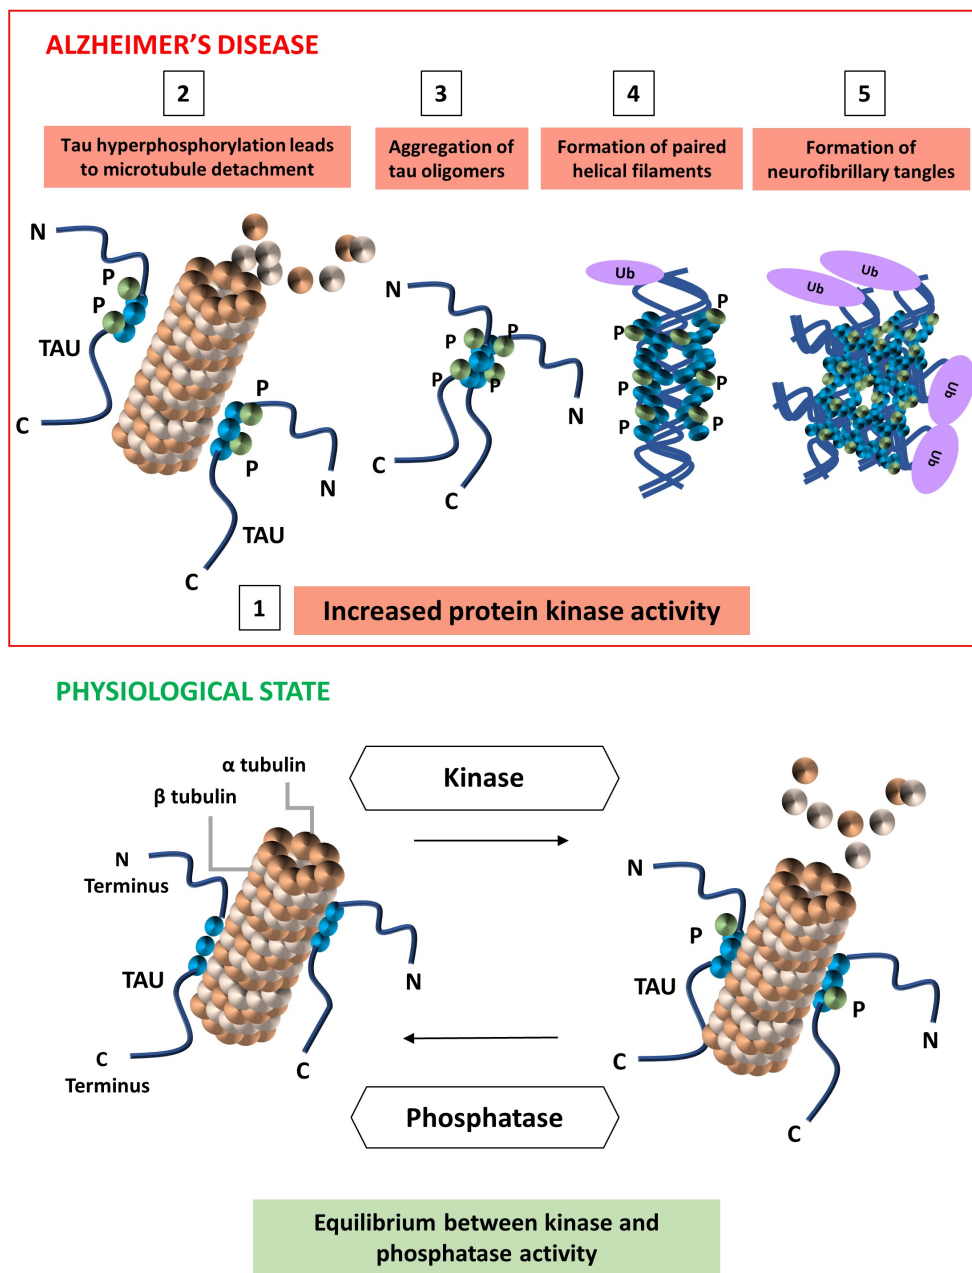 ALZHEIMER'S DISEASE
2
3
4
5
Tau hyperphosphorylation leads
to microtubule detachment
Aggregation of
tau oligomers
Formation of paired
helical filaments
Formation of
neurofibrillary tangles
N
P
P
TAU
C
P
P
N
TAU
C
N
P
P
P
P
N
C
C
Ub
P
P
P
P
P
P
Ub
Ub
Ub
Ub
1
Increased protein kinase activity
PHYSIOLOGICAL STATE
α tubulin
β tubulin
N
Terminus
TAU
N
C
Terminus
C
Kinase
Phosphatase
N
P
TAU
P
N
C
C
Equilibrium between kinase and
phosphatase activity